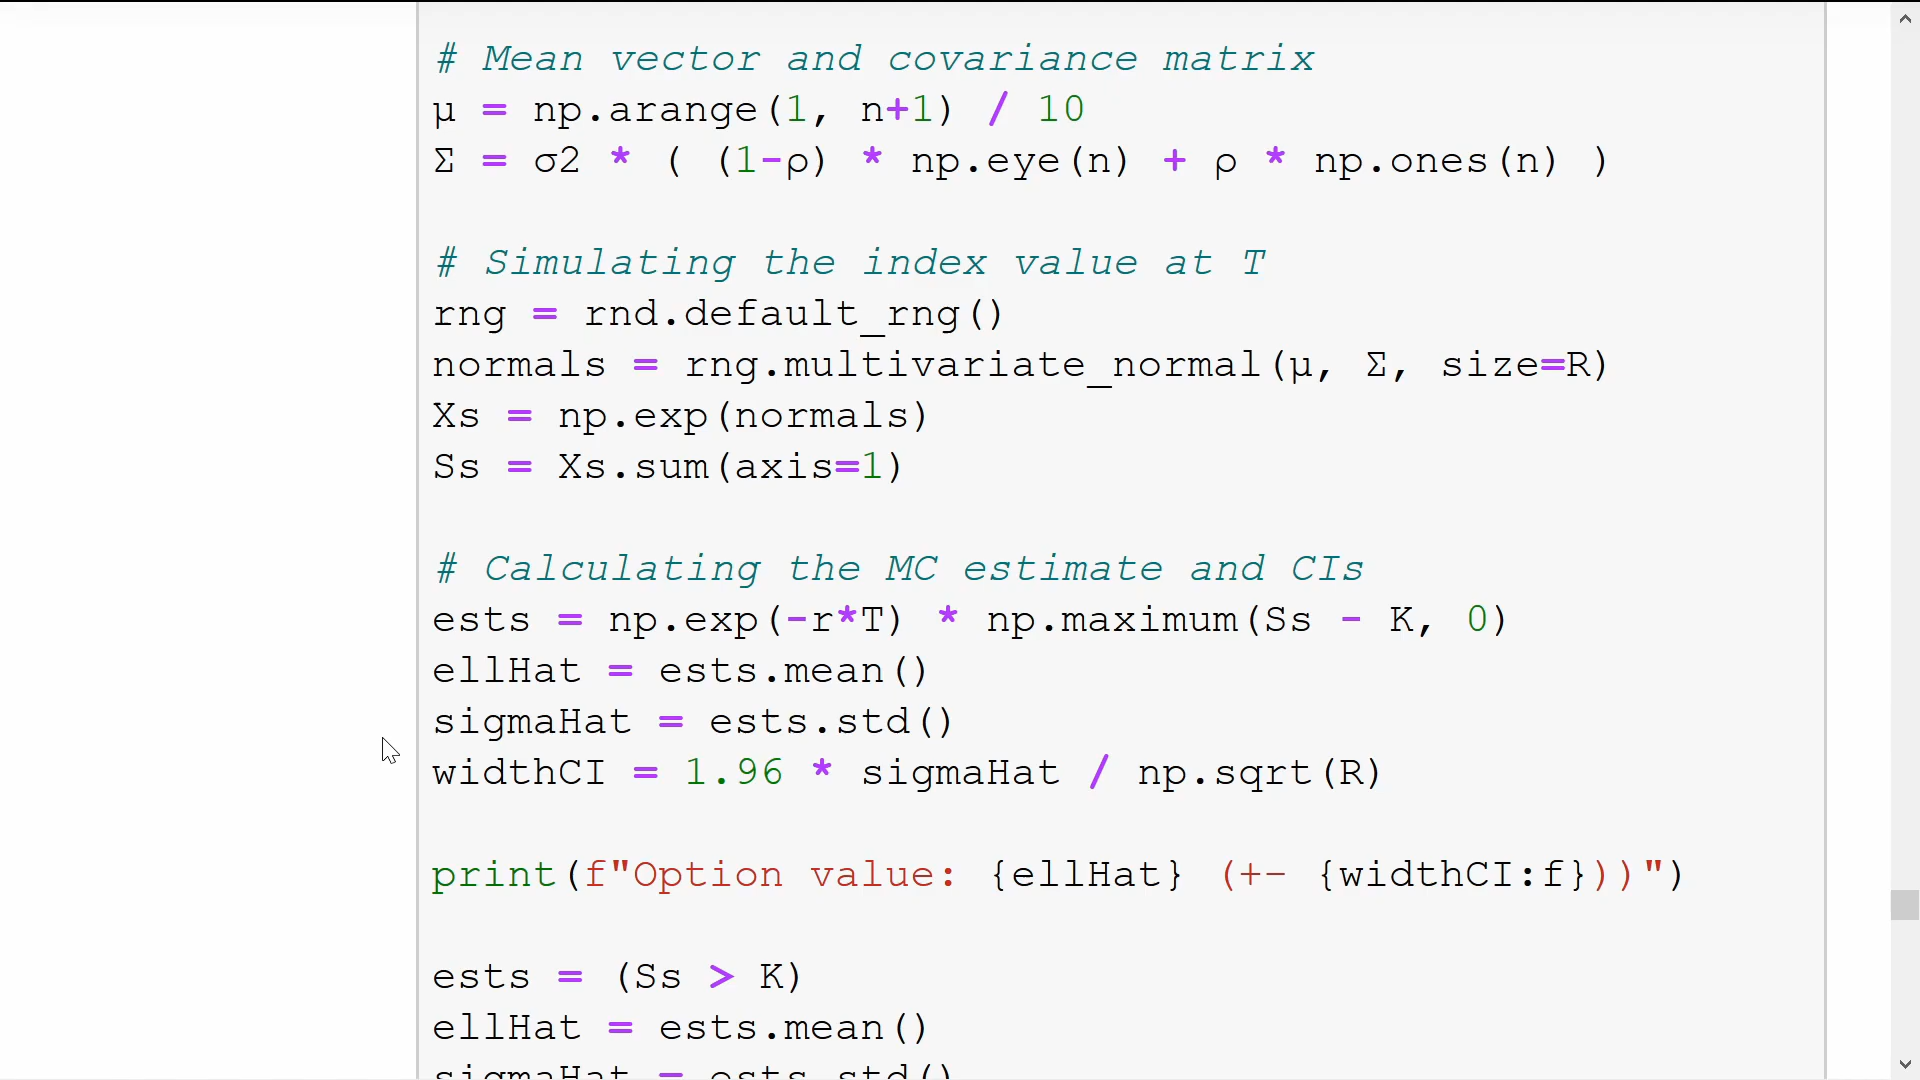 # Mean vector and covariance matrix
μ = np.arange(1, n+1) / 10
Σ = σ2 * ( (1-ρ) * np.eye(n) + ρ * np.ones(n) )
# Simulating the index value at T
rng = rnd.default_rng()
normals = rng.multivariate_normal(μ, Σ, size=R)
Xs = np.exp(normals)
Ss = Xs.sum(axis=1)
# Calculating the MC estimate and CIs
ests = np.exp(-r*T) * np.maximum(Ss - K, 0)
ellHat = ests.mean()
sigmaHat = ests.std()
widthCI = 1.96 * sigmaHat / np.sqrt(R)
print(f"Option value: {ellHat} (+- {widthCI:f}))")
ests = (Ss > K)
ellHat = ests.mean()
sigmaHat = ests.std()